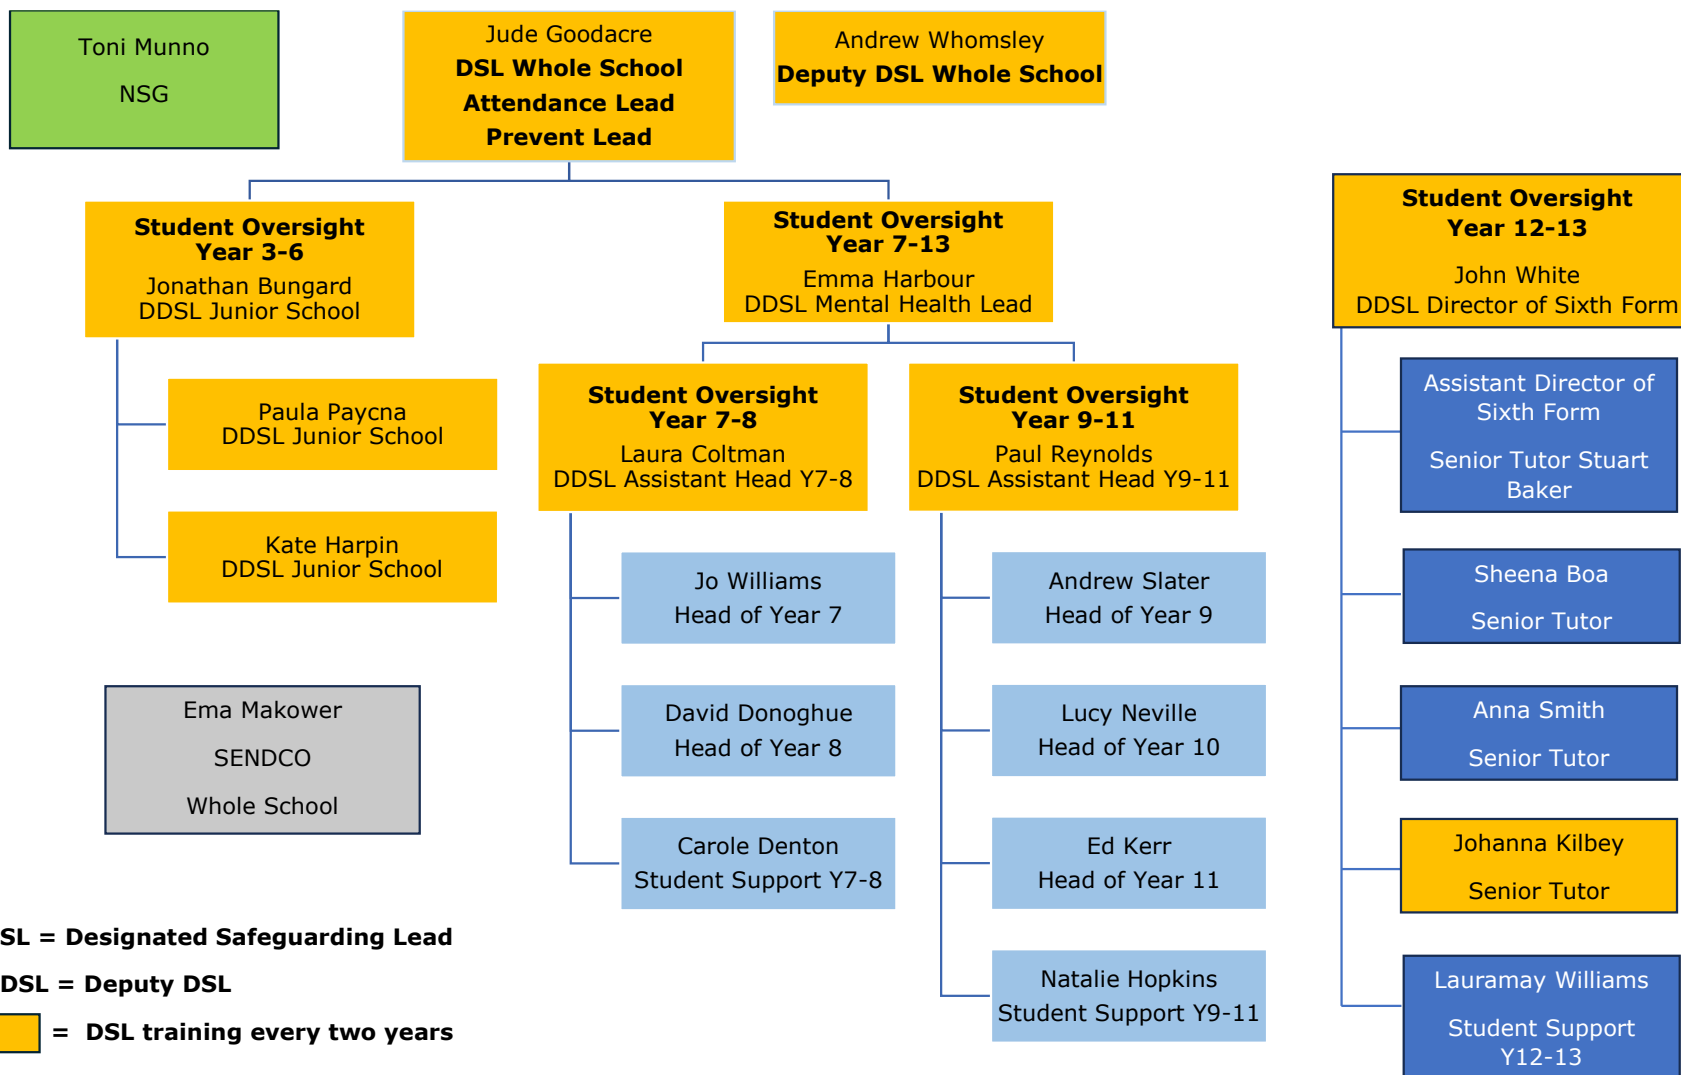 Toni Munno
NSG
Jude Goodacre
DSL Whole School
Attendance Lead
Prevent Lead
Andrew Whomsley
Deputy DSL Whole School
Student Oversight
Year 3-6
Jonathan Bungard
DDSL Junior School
Paula Paycna
DDSL Junior School
Kate Harpin
DDSL Junior School
Student Oversight
Year 7-13
Emma Harbour
DDSL Mental Health Lead
Student Oversight
Year 7-8
Laura Coltman
DDSL Assistant Head Y7-8
Jo Williams
Head of Year 7
David Donoghue
Head of Year 8
Carole Denton
Student Support Y7-8
Student Oversight
Year 9-11
Paul Reynolds
DDSL Assistant Head Y9-11
Andrew Slater
Head of Year 9
Lucy Neville
Head of Year 10
Ed Kerr
Head of Year 11
Natalie Hopkins
Student Support Y9-11
Student Oversight
Year 12-13
John White
DDSL Director of Sixth Form
Assistant Director of
Sixth Form
Senior Tutor Stuart
Baker
Sheena Boa
Senior Tutor
Anna Smith
Senior Tutor
Johanna Kilbey
Senior Tutor
Lauramay Williams
Student Support
Y12-13
Ema Makower
SENDCO
Whole School
SL = Designated Safeguarding Lead
DSL = Deputy DSL
= DSL training every two years